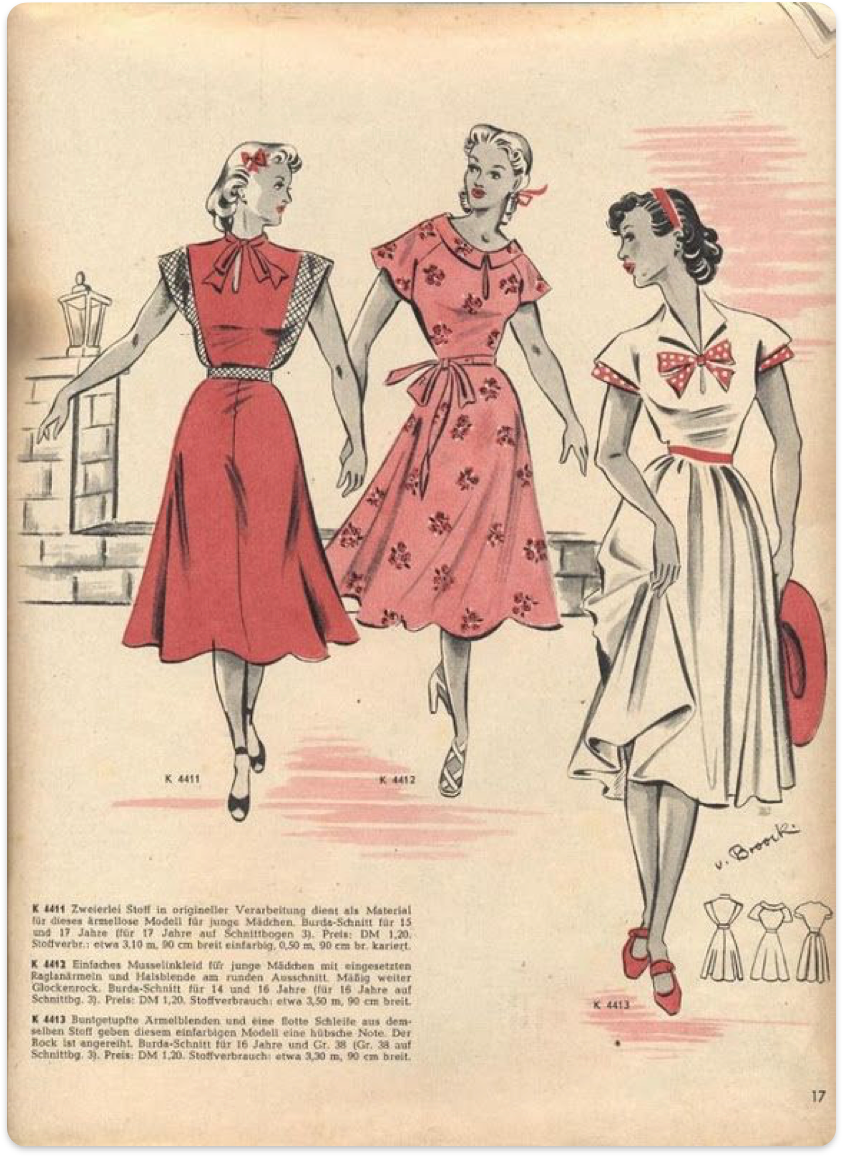 K 4411
K 4412
v. Broock.
K 4411 Zweierlei Stoff in origineller Verarbeitung dient als Material
für dieses ärmellose Modell für junge Mädchen. Burda-Schnitt für 15
und 17 Jahre (für 17 Jahre auf Schnittbogen 3). Preis: DM 1,20.
Stoffverbr.: etwa 3,10 m, 90 cm breit einfarbig, 0,50 m, 90 cm br. kariert.
K 4412 Einfaches Musselinkleid für junge Mädchen mit eingesetzten
Raglanärmeln und Halsblende am runden Ausschnitt. Mäßig weiter
Glockenrock. Burda-Schnitt für 14 und 16 Jahre (für 16 Jahre auf
Schnittbg. 3). Preis: DM 1,20. Stoffverbrauch: etwa 3,50 m, 90 cm breit.
K 4413 Buntgetupfte Ärmelblenden und eine flotte Schleife aus dem-
selben Stoff geben diesem einfarbigen Modell eine hübsche Note. Der
Rock ist angereiht. Burda-Schnitt für 16 Jahre und Gr. 38 (Gr. 38 auf
Schnittbg. 3). Preis: DM 1,20. Stoffverbrauch: etwa 3,30 m, 90 cm breit.
K 4413
17